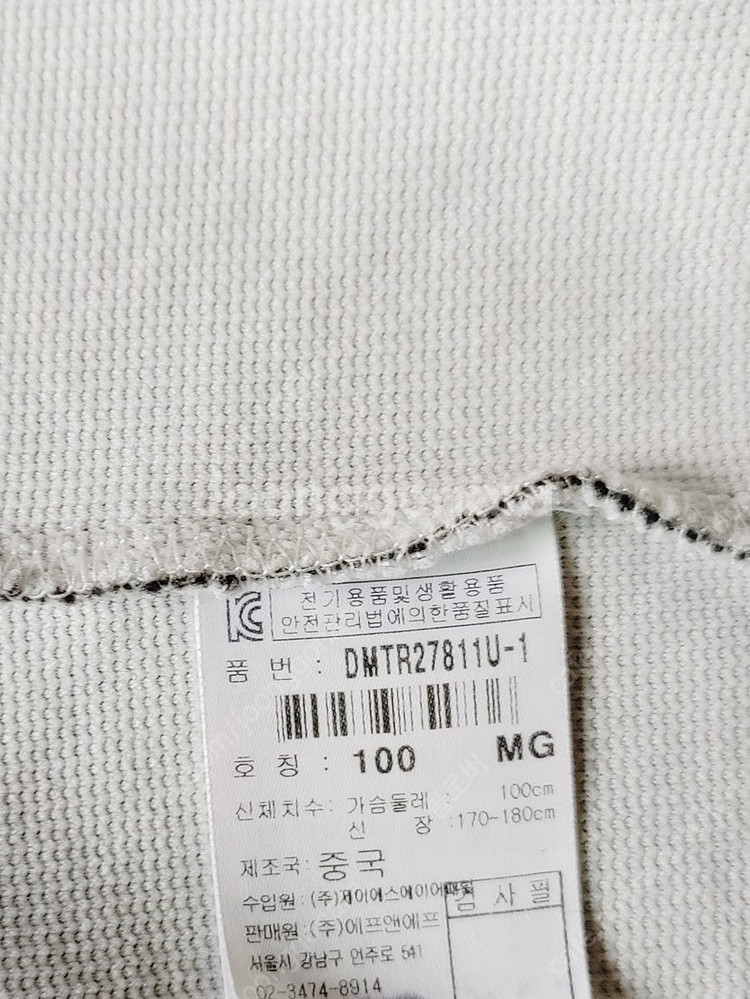 전기용품및생활용품
안전관리법에의한품질표시
품 번 : DMTR27811U-1
호 칭 : 100 MG
신체치수: 가슴둘레 : 100cm
신 장 :170~180cm
제조국: 중국
수입원 : (주)제이에스에이어패럴
검 사 필
판매원 : (주)에프앤에프
서울시 강남구 언주로 541
02-3474-8914